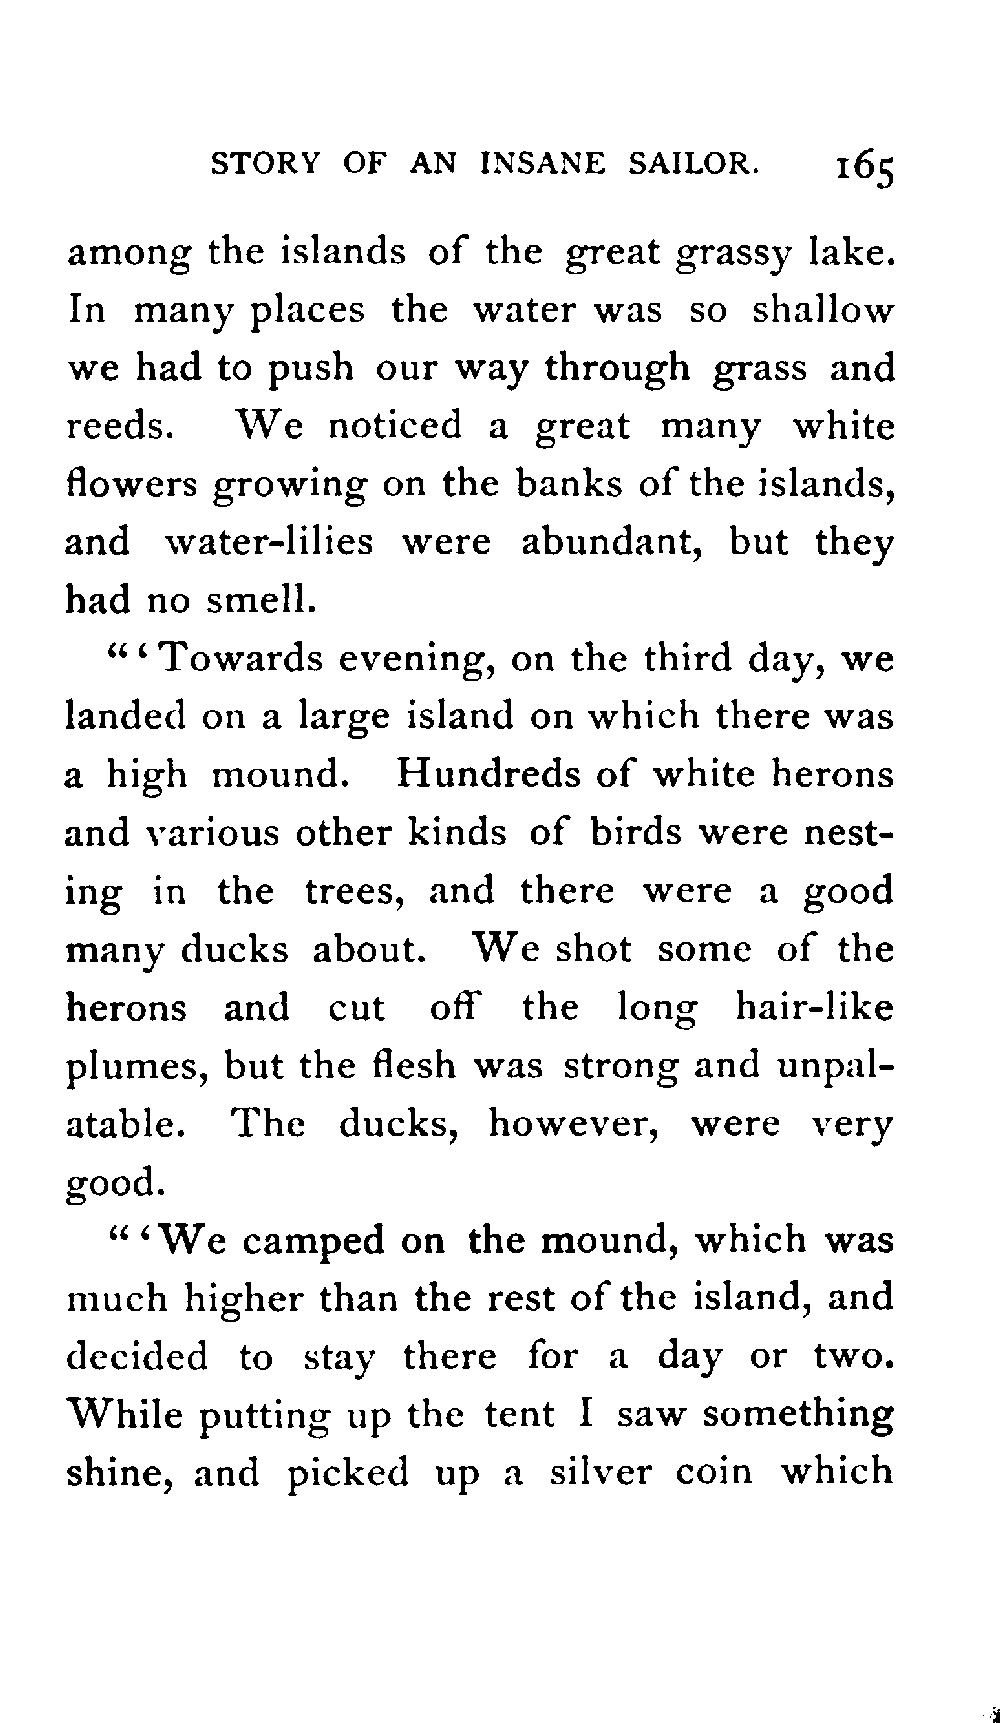 STORY OF AN INSANE SAILOR. 165
among the islands of the great grassy lake.
In many places the water was so shallow
we had to push our way through grass and
reeds. We noticed a great many white
flowers growing on the banks of the islands,
and water-lilies were abundant, but they
had no smell.
“ ‘ Towards evening, on the third day, we
landed on a large island on which there was
a high mound. Hundreds of white herons
and various other kinds of birds were nest-
ing in the trees, and there were a good
many ducks about. We shot some of the
herons and cut off the long hair-like
plumes, but the flesh was strong and unpal-
atable. The ducks, however, were very
good.
“ ‘ We camped on the mound, which was
much higher than the rest of the island, and
decided to stay there for a day or two.
While putting up the tent I saw something
shine, and picked up a silver coin which